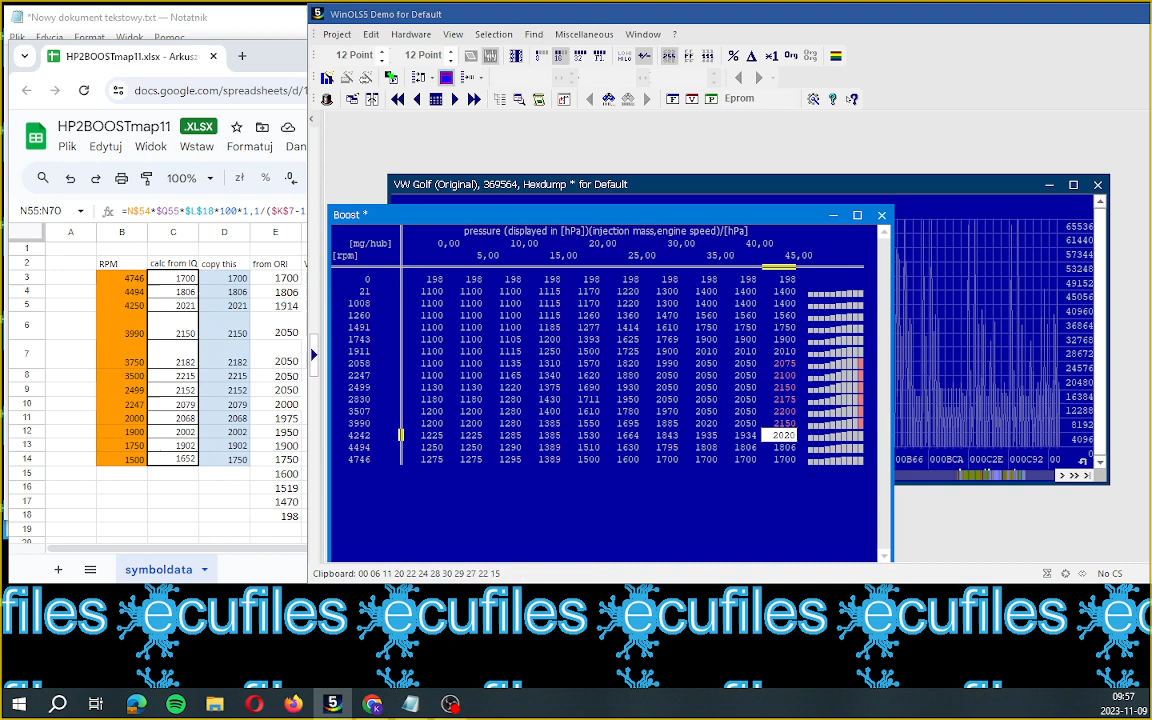 *Nowy dokument tekstowy.txt — Notatnik
Plik Edycja Format Widok Pomoc
HP2BOOSTmap11.xlsx - Arkusz
docs.google.com/spreadsheets/d/1
HP2BOOSTmap11 .XLSX
Plik Edytuj Widok Wstaw Formatuj Dan
100% zł %
N55:N70 fx =N$54*$Q55*$L$18*100*1,1/($K$7-1
A B C D E
1
2 RPM calc from IQ copy this from ORI
3 4746 1700 1700 1700
4 4494 1806 1806 1806
5 4250 2021 2021 1914
6 3990 2150 2150 2050
7 3750 2182 2182 2050
8 3500 2215 2215 2050
9 2499 2152 2152 2050
10 2247 2079 2079 2000
11 2000 2068 2068 1975
12 1900 2002 2002 1950
13 1750 1902 1902 1900
14 1500 1652 1750 1750
15 1600
16 1519
17 1470
18 198
19
20
symboldata
WinOLS5 Demo for Default
Project Edit Hardware View Selection Find Miscellaneous Window ?
12 Point 12 Point
Eprom
VW Golf (Original), 369564, Hexdump * for Default
65536
61440
57344
53248
49152
45056
40960
36864
32768
28672
24576
20480
16384
12288
8192
4096
0
00B66 000BCA 000C2E 000C92 00
Boost *
pressure (displayed in [hPa])(injection mass,engine speed)/[hPa]
[mg/hub] 0,00 10,00 20,00 30,00 40,00
[rpm] 5,00 15,00 25,00 35,00 45,00
0 198 198 198 198 198 198 198 198 198 198
21 1100 1100 1100 1115 1170 1220 1300 1400 1400 1400
1008 1100 1100 1100 1115 1170 1220 1300 1400 1400 1400
1260 1100 1100 1100 1115 1260 1360 1470 1560 1560 1560
1491 1100 1100 1100 1185 1277 1414 1610 1750 1750 1750
1743 1100 1100 1105 1200 1393 1625 1769 1900 1900 1900
1911 1100 1100 1115 1250 1500 1725 1900 2010 2010 2010
2058 1100 1100 1135 1310 1570 1820 1990 2050 2050 2075
2247 1100 1100 1165 1340 1620 1880 2050 2050 2050 2100
2499 1130 1130 1220 1375 1690 1930 2050 2050 2050 2150
2830 1180 1180 1280 1430 1711 1950 2050 2050 2050 2175
3507 1200 1200 1280 1400 1610 1780 1970 2050 2050 2200
3990 1200 1200 1280 1385 1550 1695 1885 2020 2050 2150
4242 1225 1225 1285 1385 1530 1664 1843 1935 1934 2020
4494 1250 1250 1290 1389 1510 1630 1795 1808 1806 1806
4746 1275 1275 1295 1389 1500 1600 1700 1700 1700 1700
Clipboard: 00 06 11 20 22 24 28 30 29 27 22 15
No CS
files ecufiles ecufiles ecufiles ecufiles
09:57
2023-11-09